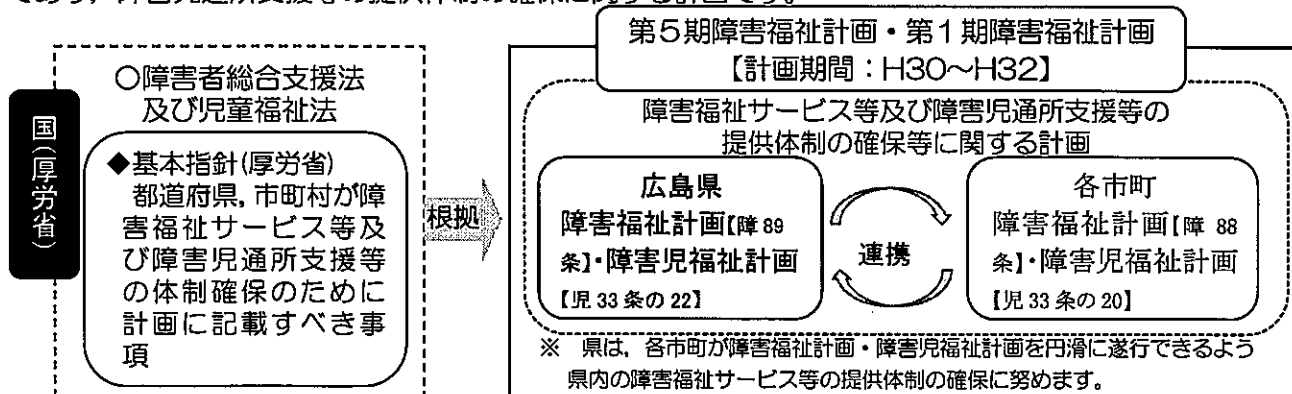 であり，障害児通所支援等の提供体制の確保に関する計画です。
第５期障害福祉計画・第１期障害福祉計画
【計画期間：H30～H32】
国（厚労省）
○障害者総合支援法
及び児童福祉法
◆基本指針(厚労省)
都道府県，市町村が障
害福祉サービス等及
び障害児通所支援等
の体制確保のために
計画に記載すべき事
項
根拠
障害福祉サービス等及び障害児通所支援等の
提供体制の確保等に関する計画
広島県
障害福祉計画【障 89
条】・障害児福祉計画
【児 33 条の 22】
連携
各市町
障害福祉計画【障 88
条】・障害児福祉計画
【児 33 条の 20】
※　県は，各市町が障害福祉計画・障害児福祉計画を円滑に遂行できるよう
県内の障害福祉サービス等の提供体制の確保に努めます。